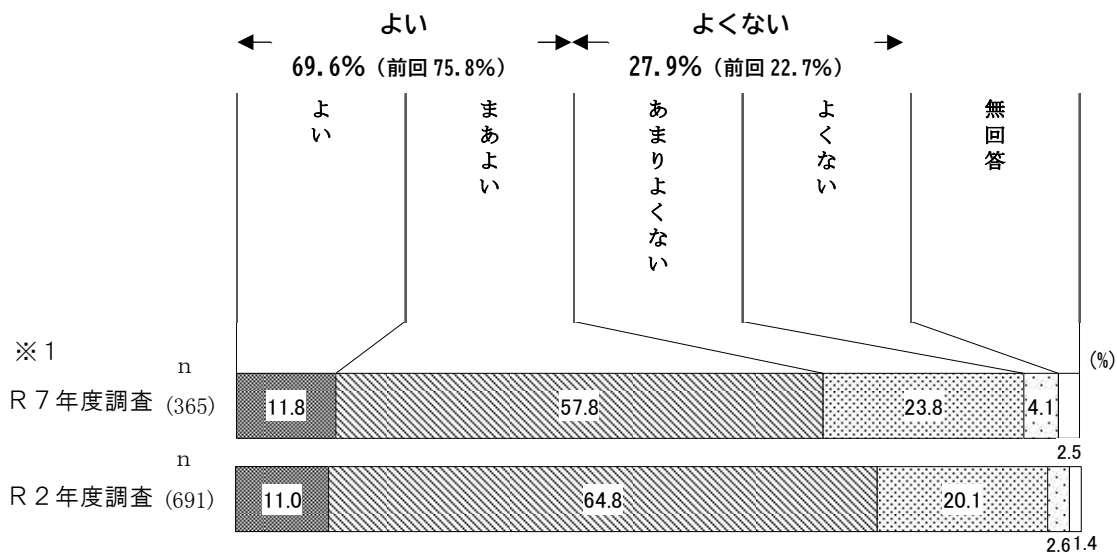 よい
よくない
69.6%（前回 75.8%）
27.9%（前回 22.7%）
よい
まあよい
あまりよくない
よくない
無回答
※１
(%)
n
Ｒ７年度調査 (365)
11.8
57.8
23.8
4.1
2.5
n
Ｒ２年度調査 (691)
11.0
64.8
20.1
2.6
1.4